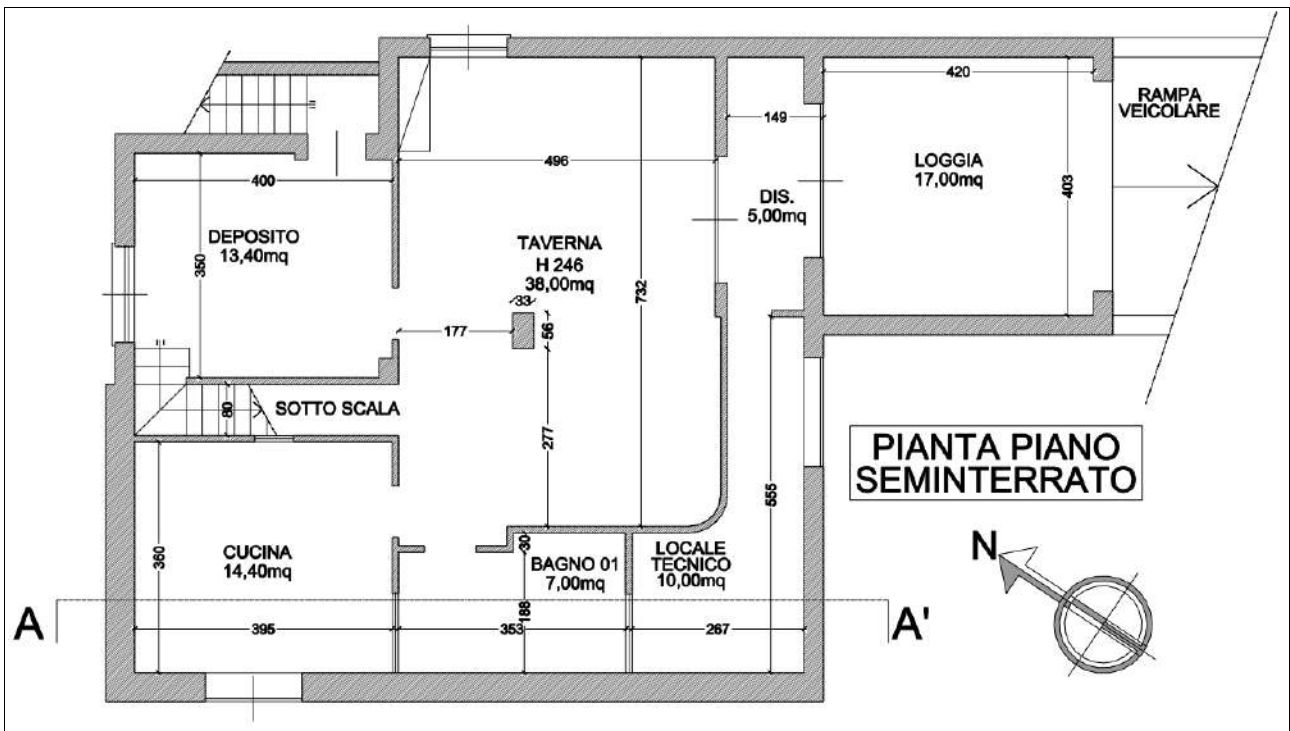 420
RAMPA
VEICOLARE
149
496
LOGGIA
17,00mq
400
403
DIS.
5,00mq
DEPOSITO
13,40mq
TAVERNA
H 246
38,00mq
350
732
33
177
56
80
SOTTO SCALA
277
PIANTA PIANO
SEMINTERRATO
555
360
CUCINA
14,40mq
30
BAGNO 01
7,00mq
LOCALE
TECNICO
10,00mq
N
188
A
A'
395
353
267